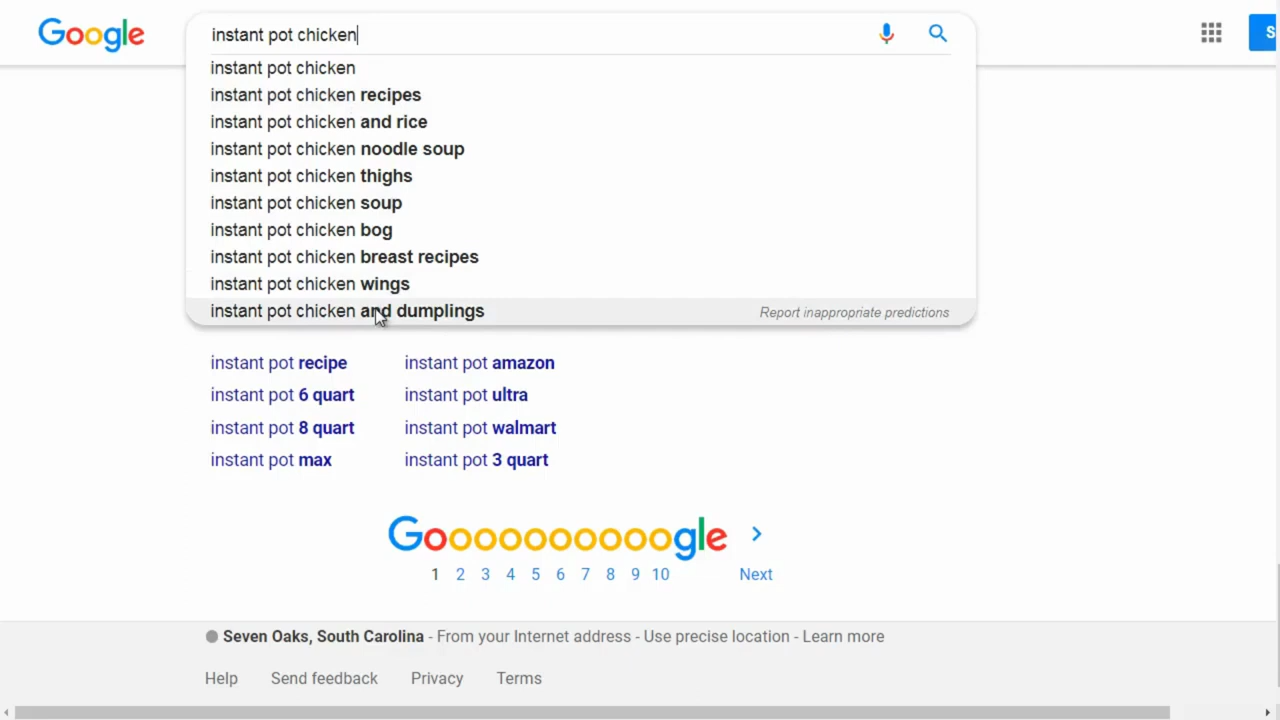 Google
instant pot chicken
S
instant pot chicken
instant pot chicken recipes
instant pot chicken and rice
instant pot chicken noodle soup
instant pot chicken thighs
instant pot chicken soup
instant pot chicken bog
instant pot chicken breast recipes
instant pot chicken wings
instant pot chicken and dumplings
Report inappropriate predictions
instant pot recipe instant pot amazon
instant pot 6 quart instant pot ultra
instant pot 8 quart instant pot walmart
instant pot max instant pot 3 quart
Goooooooooogle >
1 2 3 4 5 6 7 8 9 10 Next
Seven Oaks, South Carolina - From your Internet address - Use precise location - Learn more
Help Send feedback Privacy Terms